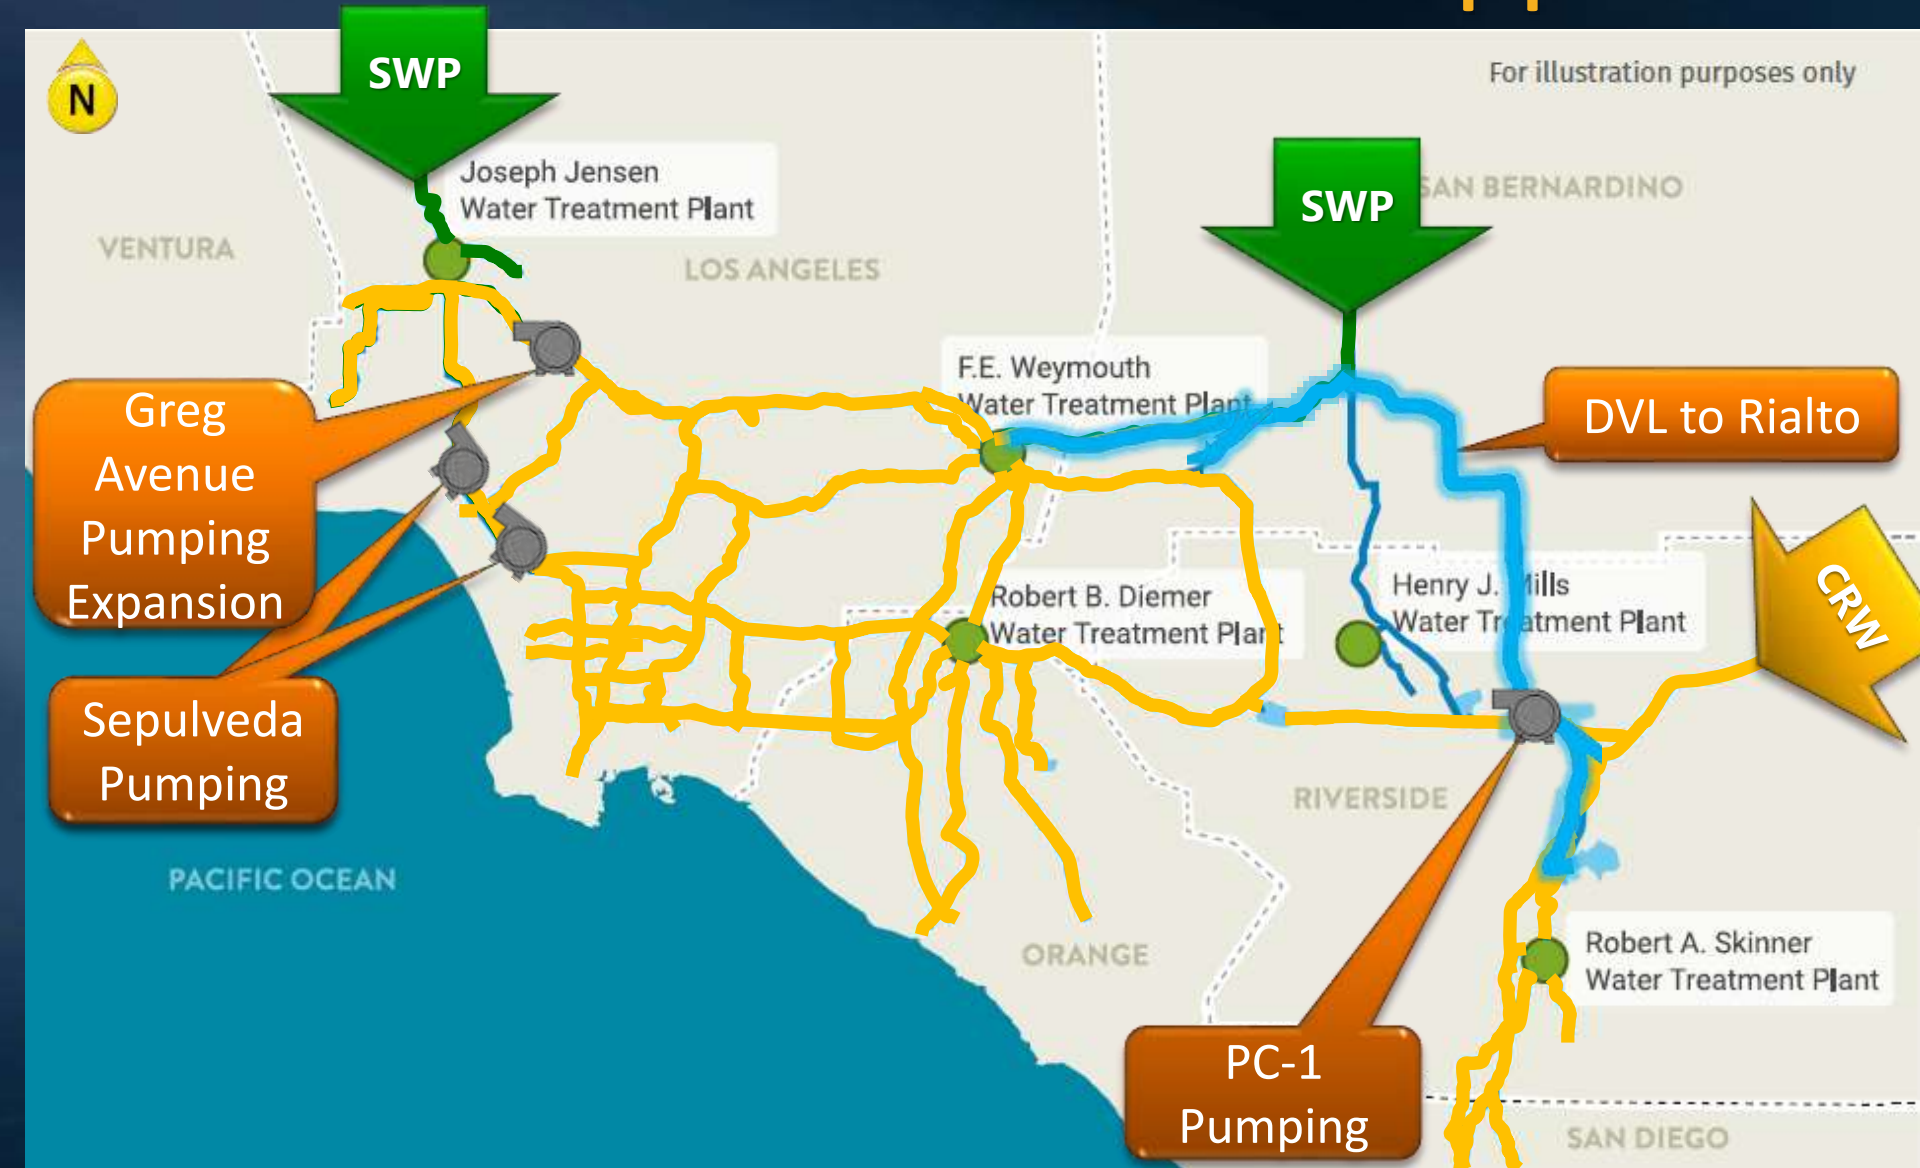 N
SWP
For illustration purposes only
Joseph Jensen
Water Treatment Plant
SWP
SAN BERNARDINO
VENTURA
LOS ANGELES
F.E. Weymouth
Water Treatment Plant
Greg
Avenue
Pumping
Expansion
DVL to Rialto
CRW
Robert B. Diemer
Water Treatment Plant
Henry J. Mills
Water Treatment Plant
Sepulveda
Pumping
RIVERSIDE
PACIFIC OCEAN
ORANGE
Robert A. Skinner
Water Treatment Plant
PC-1
Pumping
SAN DIEGO